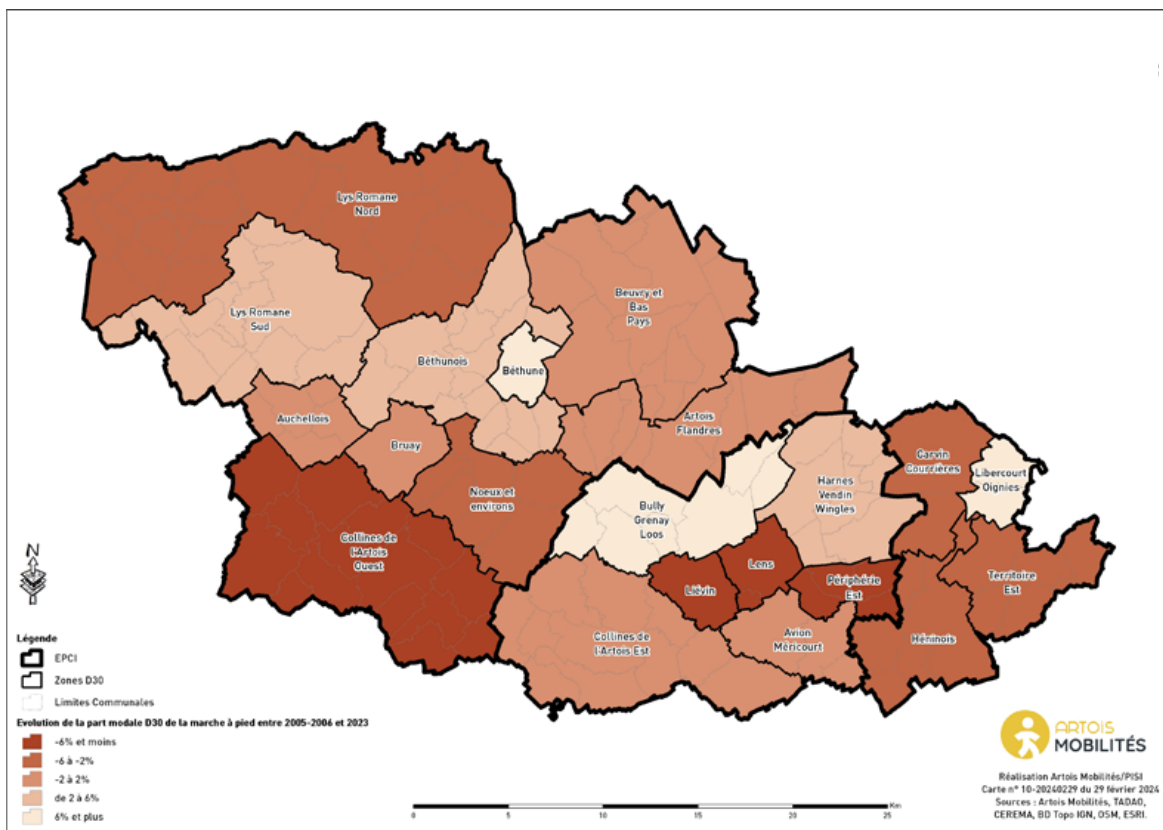 Lys Romane
Nord
Beuvry et
Bas
Pays
Lys Romane
Sud
Béthunois
Béthune
Auchellois
Artois
Flandres
Bruay
Carvin
Courrières
Libercourt
Oignies
Harnes
Vendin
Wingles
Noeux et
environs
Bully
Grenay
Loos
Collines de
l'Artois
Ouest
Lens
Liévin
Périphérie
Est
Territoire
Est
Collines de
l'Artois Est
Avion
Méricourt
Héninois
N
Légende
EPCI
Zones D30
Limites Communales
Evolution de la part modale D30 de la marche à pied entre 2005-2006 et 2023
-6% et moins
-6 à -2%
-2 à 2%
de 2 à 6%
6% et plus
Km
0 5 10 15 20 25
ARTOIS
MOBILITÉS
Réalisation Artois Mobilités/PISI
Carte n° 10-20240229 du 29 février 2024
Sources : Artois Mobilités, TADAO,
CEREMA, BD Topo IGN, OSM, ESRI.